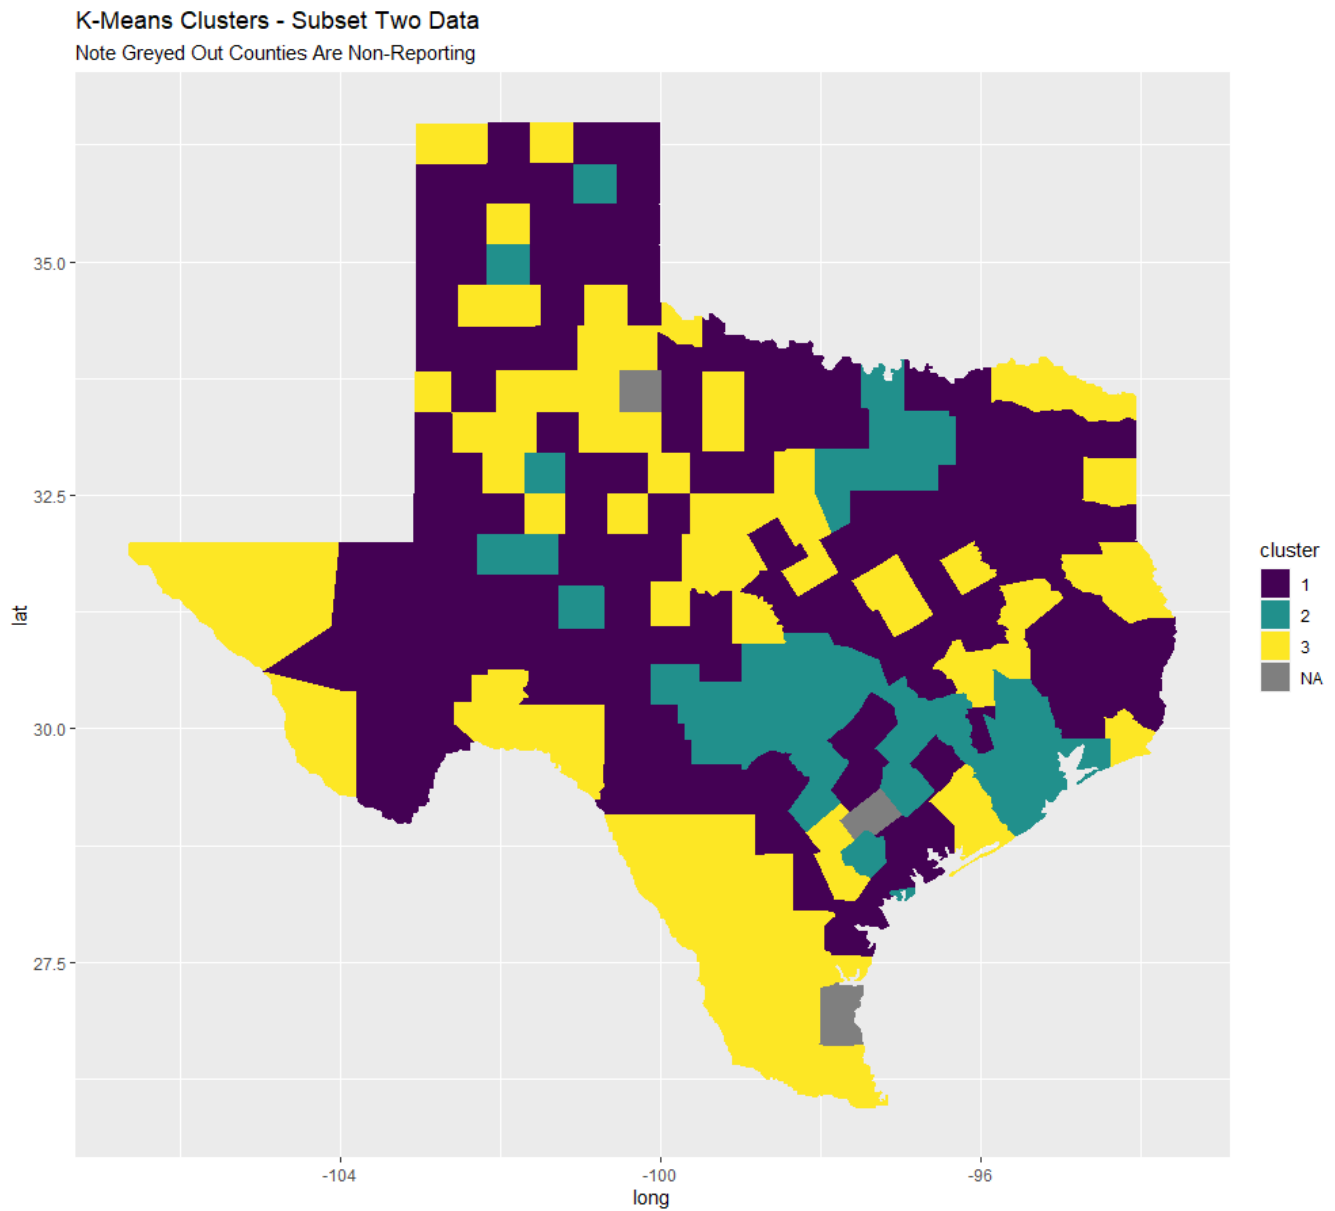 K-Means Clusters - Subset Two Data
Note Greyed Out Counties Are Non-Reporting
35.0
32.5
30.0
27.5
lat
-104
-100
-96
long
cluster
1
2
3
NA